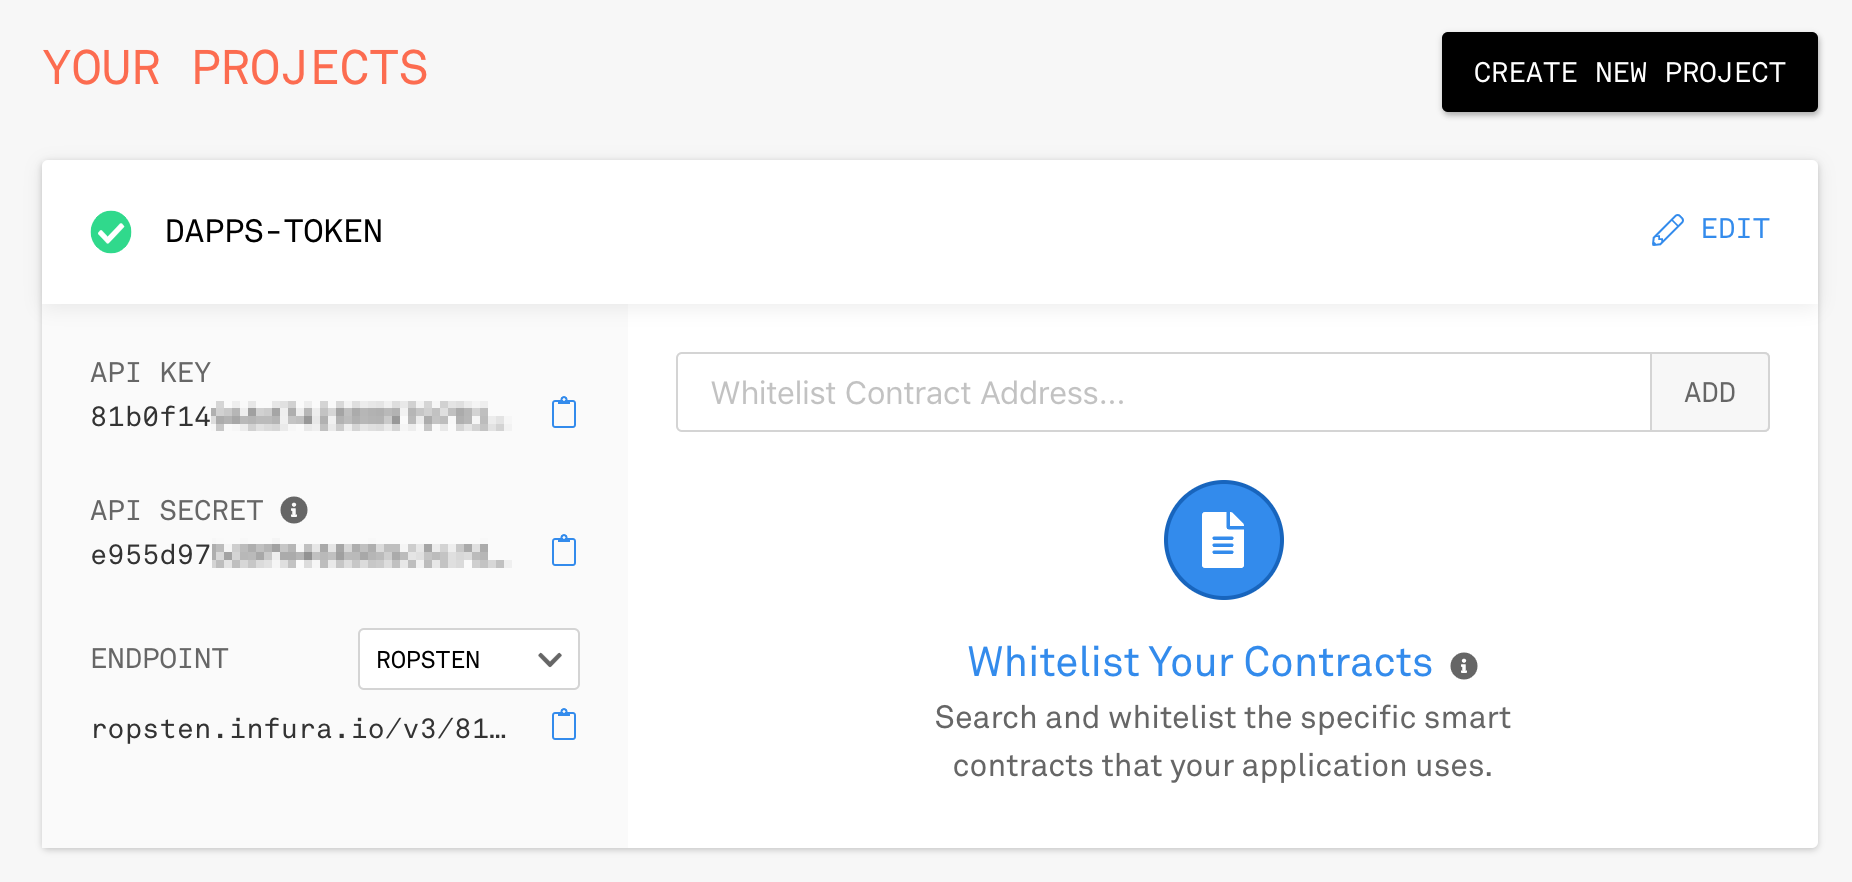 YOUR PROJECTS
CREATE NEW PROJECT
DAPPS-TOKEN
EDIT
API KEY
81b0f14
API SECRET
e955d97
ENDPOINT
ROPSTEN
ropsten.infura.io/v3/81…
Whitelist Contract Address...
ADD
Whitelist Your Contracts
Search and whitelist the specific smart
contracts that your application uses.